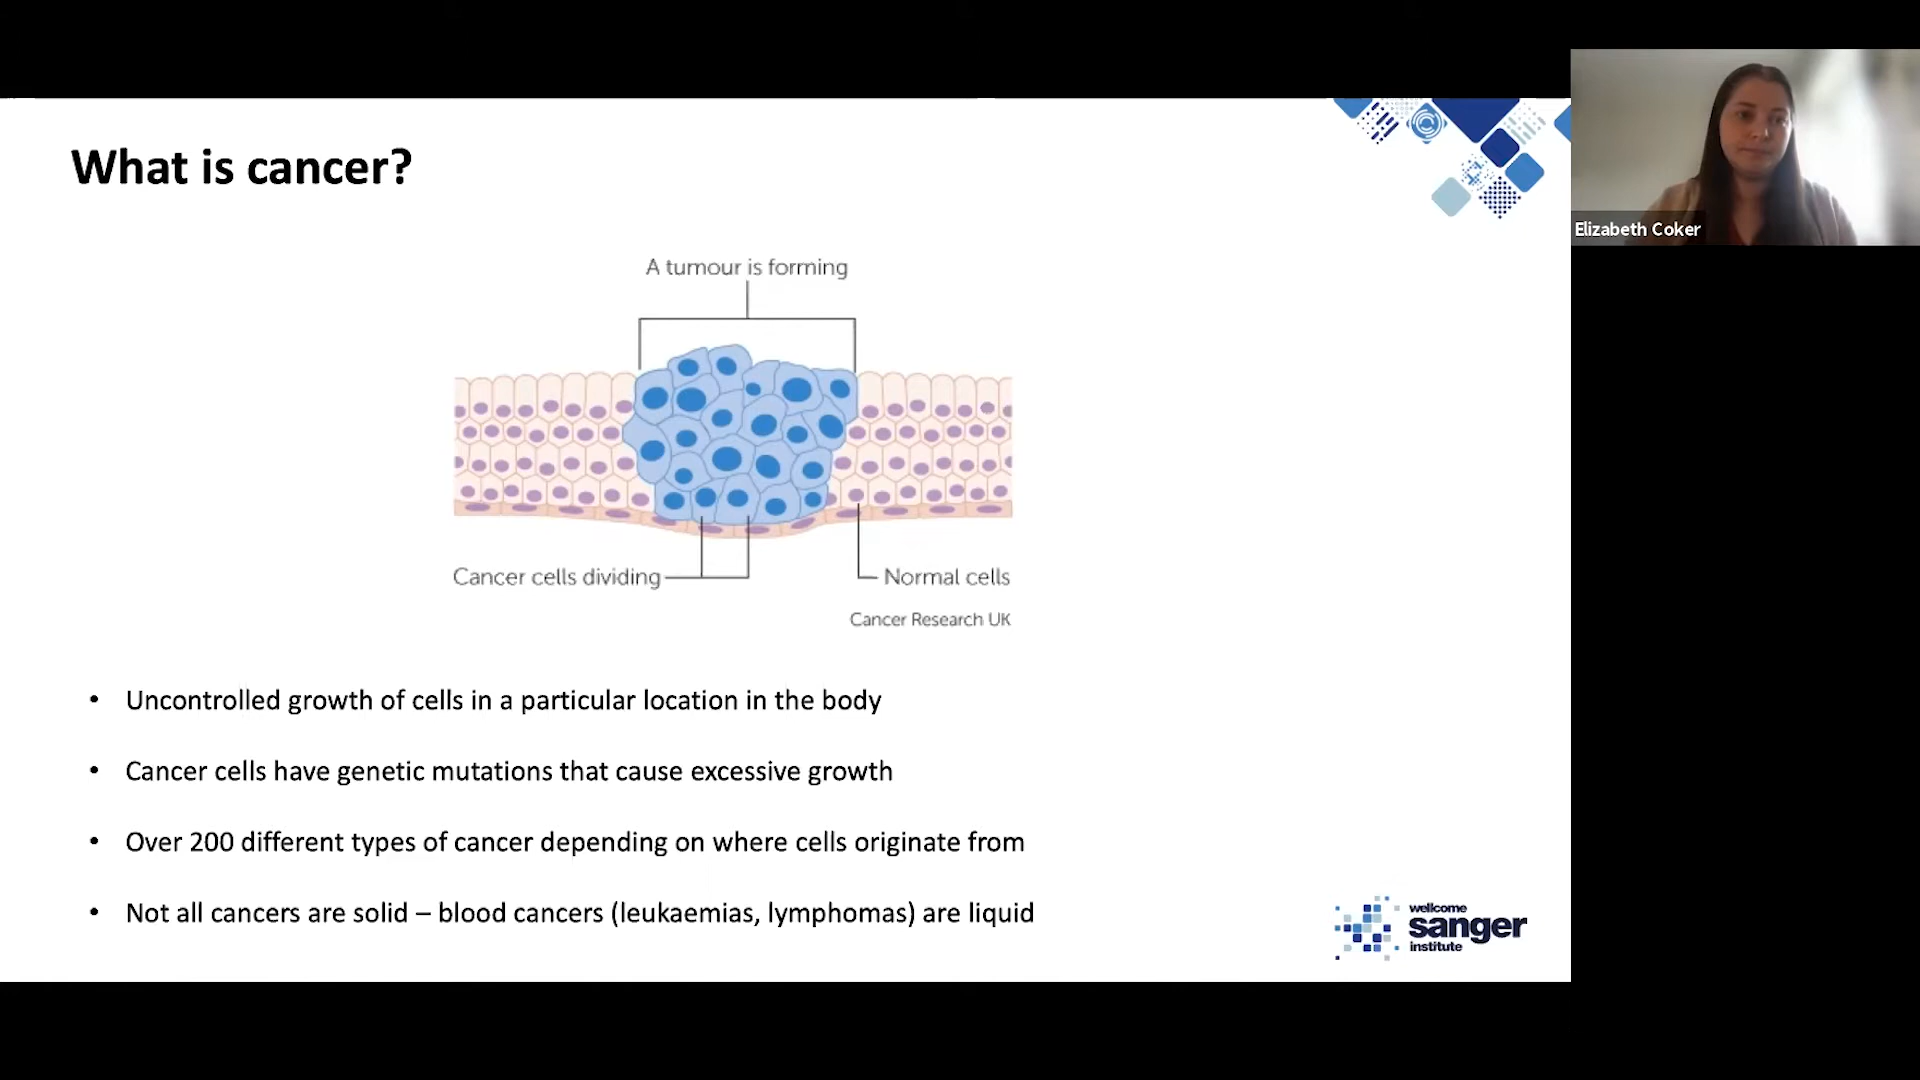 What is cancer?
A tumour is forming
Cancer cells dividing
Normal cells
Cancer Research UK
• Uncontrolled growth of cells in a particular location in the body
• Cancer cells have genetic mutations that cause excessive growth
• Over 200 different types of cancer depending on where cells originate from
• Not all cancers are solid – blood cancers (leukaemias, lymphomas) are liquid
wellcome
sanger
institute
Elizabeth Coker